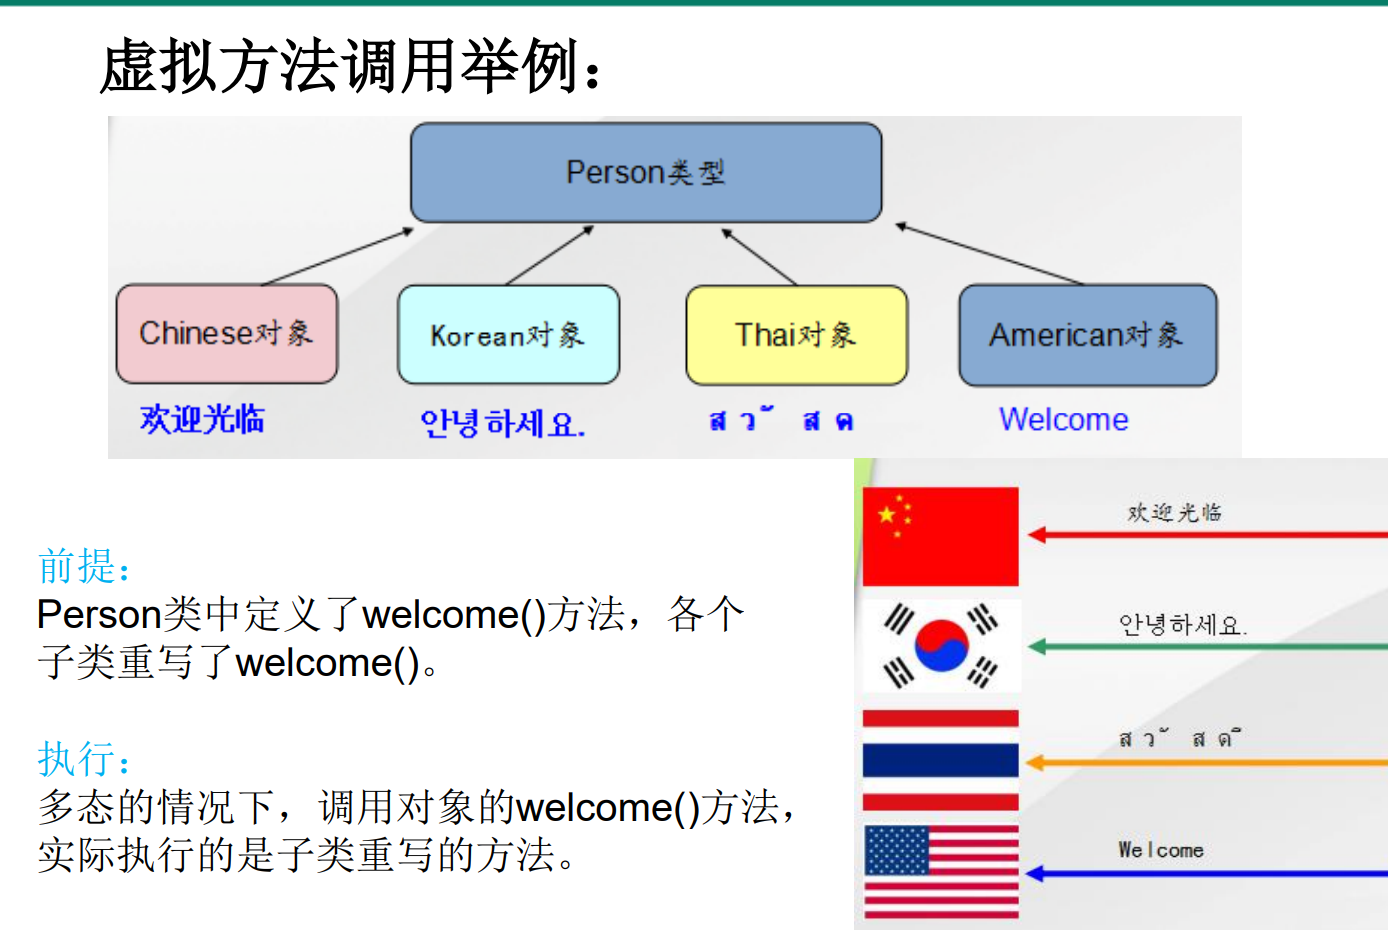 虚拟方法调用举例：
Person类型
Chinese对象
Korean对象
Thai对象
American对象
欢迎光临
안녕하세요.
ส ว ั ส ด
Welcome
欢迎光临
안녕하세요.
ส ว ั ส ด ี
Welcome
前提：
Person类中定义了welcome()方法，各个
子类重写了welcome()。
执行：
多态的情况下，调用对象的welcome()方法，
实际执行的是子类重写的方法。